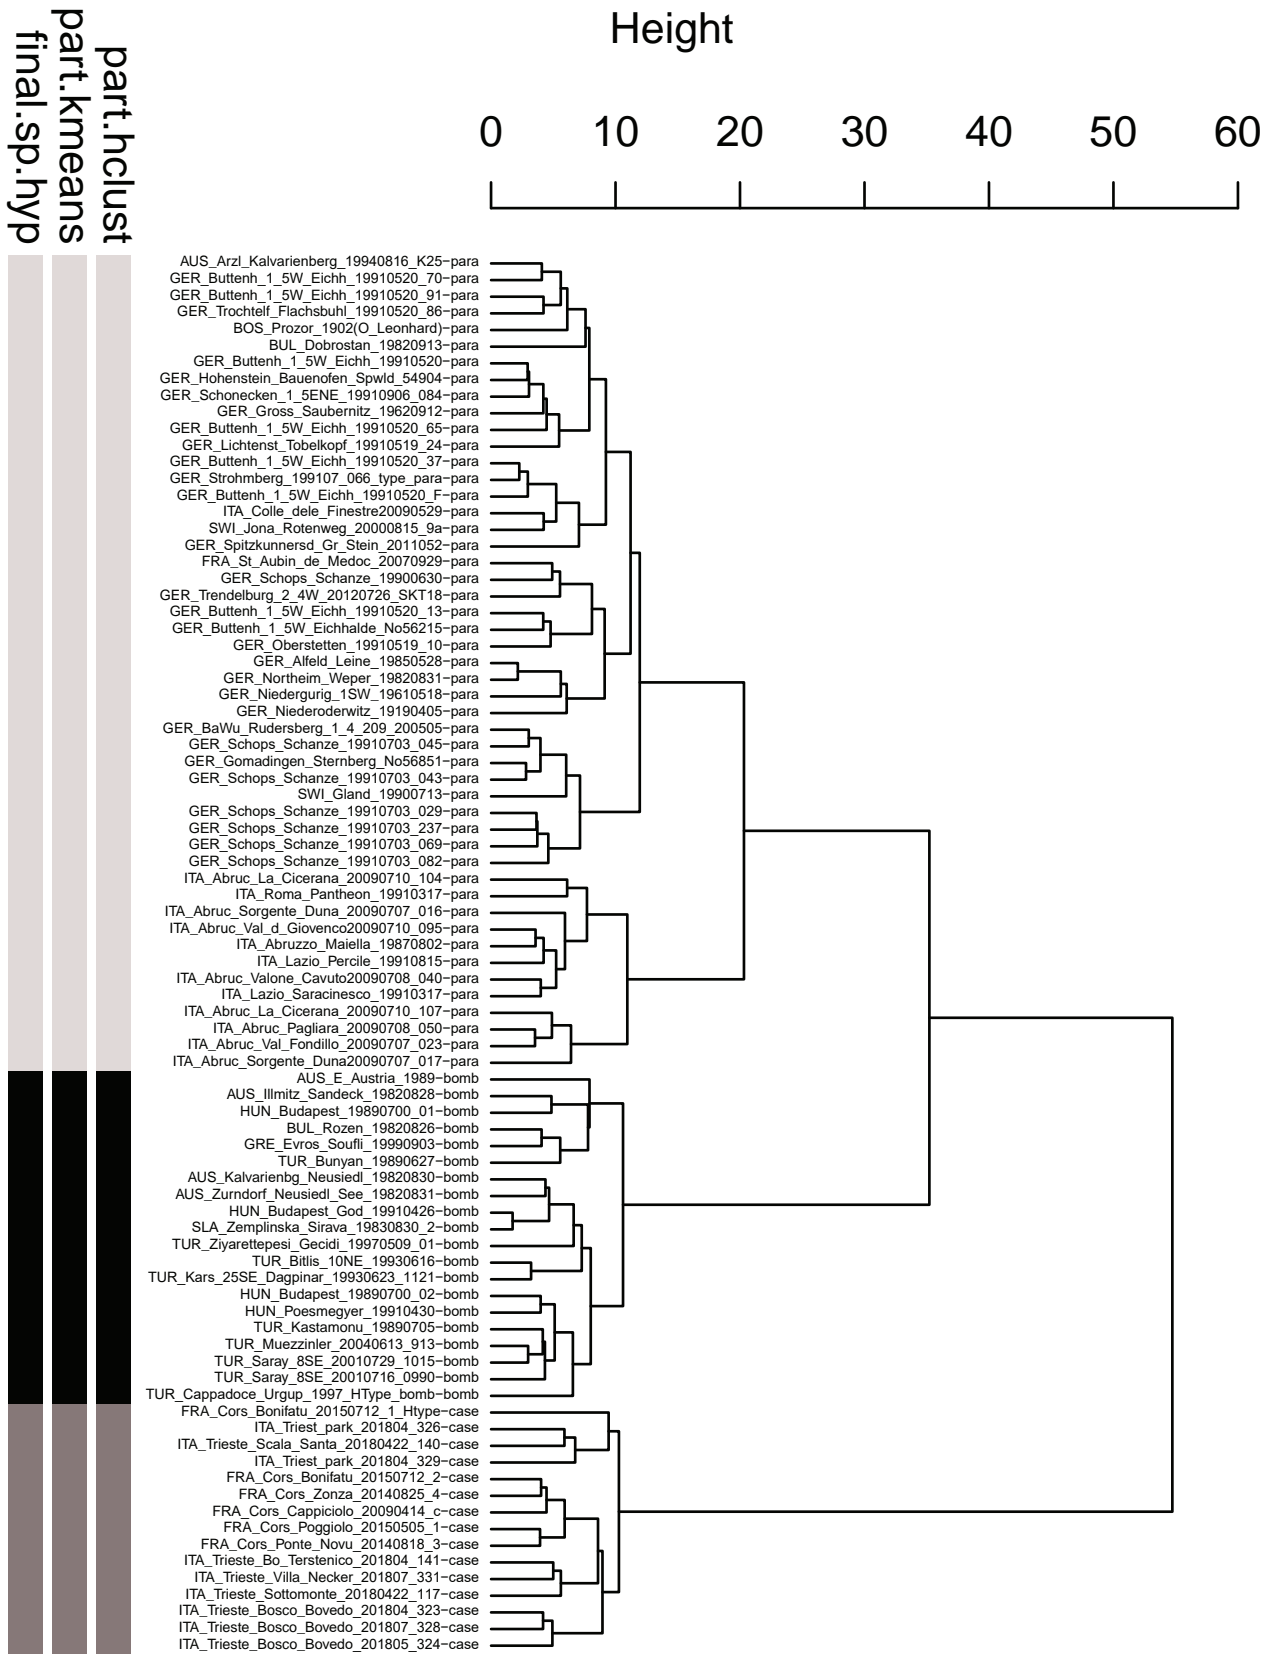 Height
0 10 20 30 40 50 60
final.sp.hyp
part.kmeans
part.hclust
AUS_Arzl_Kalvarienberg_19940816_K25−para
GER_Buttenh_1_5W_Eichh_19910520_70−para
GER_Buttenh_1_5W_Eichh_19910520_91−para
GER_Trochtelf_Flachsbuhl_19910520_86−para
BOS_Prozor_1902(O_Leonhard)−para
BUL_Dobrostan_19820913−para
GER_Buttenh_1_5W_Eichh_19910520−para
GER_Hohenstein_Bauenofen_Spwld_54904−para
GER_Schonecken_1_5ENE_19910906_084−para
GER_Gross_Saubernitz_19620912−para
GER_Buttenh_1_5W_Eichh_19910520_65−para
GER_Lichtenst_Tobelkopf_19910519_24−para
GER_Buttenh_1_5W_Eichh_19910520_37−para
GER_Strohmberg_199107_066_type_para−para
GER_Buttenh_1_5W_Eichh_19910520_F−para
ITA_Colle_dele_Finestre20090529−para
SWI_Jona_Rotenweg_20000815_9a−para
GER_Spitzkunnersd_Gr_Stein_2011052−para
FRA_St_Aubin_de_Medoc_20070929−para
GER_Schops_Schanze_19900630−para
GER_Trendelburg_2_4W_20120726_SKT18−para
GER_Buttenh_1_5W_Eichh_19910520_13−para
GER_Buttenh_1_5W_Eichhalde_No56215−para
GER_Oberstetten_19910519_10−para
GER_Alfeld_Leine_19850528−para
GER_Northeim_Weper_19820831−para
GER_Niedergurig_1SW_19610518−para
GER_Niederoderwitz_19190405−para
GER_BaWu_Rudersberg_1_4_209_200505−para
GER_Schops_Schanze_19910703_045−para
GER_Gomadingen_Sternberg_No56851−para
GER_Schops_Schanze_19910703_043−para
SWI_Gland_19900713−para
GER_Schops_Schanze_19910703_029−para
GER_Schops_Schanze_19910703_237−para
GER_Schops_Schanze_19910703_069−para
GER_Schops_Schanze_19910703_082−para
ITA_Abruc_La_Cicerana_20090710_104−para
ITA_Roma_Pantheon_19910317−para
ITA_Abruc_Sorgente_Duna_20090707_016−para
ITA_Abruc_Val_d_Giovenco20090710_095−para
ITA_Abruzzo_Maiella_19870802−para
ITA_Lazio_Percile_19910815−para
ITA_Abruc_Valone_Cavuto20090708_040−para
ITA_Lazio_Saracinesco_19910317−para
ITA_Abruc_La_Cicerana_20090710_107−para
ITA_Abruc_Pagliara_20090708_050−para
ITA_Abruc_Val_Fondillo_20090707_023−para
ITA_Abruc_Sorgente_Duna20090707_017−para
AUS_E_Austria_1989−bomb
AUS_Illmitz_Sandeck_19820828−bomb
HUN_Budapest_19890700_01−bomb
BUL_Rozen_19820826−bomb
GRE_Evros_Soufli_19990903−bomb
TUR_Bunyan_19890627−bomb
AUS_Kalvarienbg_Neusiedl_19820830−bomb
AUS_Zurndorf_Neusiedl_See_19820831−bomb
HUN_Budapest_God_19910426−bomb
SLA_Zemplinska_Sirava_19830830_2−bomb
TUR_Ziyarettepesi_Gecidi_19970509_01−bomb
TUR_Bitlis_10NE_19930616−bomb
TUR_Kars_25SE_Dagpinar_19930623_1121−bomb
HUN_Budapest_19890700_02−bomb
HUN_Poesmegyer_19910430−bomb
TUR_Kastamonu_19890705−bomb
TUR_Muezzinler_20040613_913−bomb
TUR_Saray_8SE_20010729_1015−bomb
TUR_Saray_8SE_20010716_0990−bomb
TUR_Cappadoce_Urgup_1997_HType_bomb−bomb
FRA_Cors_Bonifatu_20150712_1_Htype−case
ITA_Triest_park_201804_326−case
ITA_Trieste_Scala_Santa_20180422_140−case
ITA_Triest_park_201804_329−case
FRA_Cors_Bonifatu_20150712_2−case
FRA_Cors_Zonza_20140825_4−case
FRA_Cors_Cappiciolo_20090414_c−case
FRA_Cors_Poggiolo_20150505_1−case
FRA_Cors_Ponte_Novu_20140818_3−case
ITA_Trieste_Bo_Terstenico_201804_141−case
ITA_Trieste_Villa_Necker_201807_331−case
ITA_Trieste_Sottomonte_20180422_117−case
ITA_Trieste_Bosco_Bovedo_201804_323−case
ITA_Trieste_Bosco_Bovedo_201807_328−case
ITA_Trieste_Bosco_Bovedo_201805_324−case